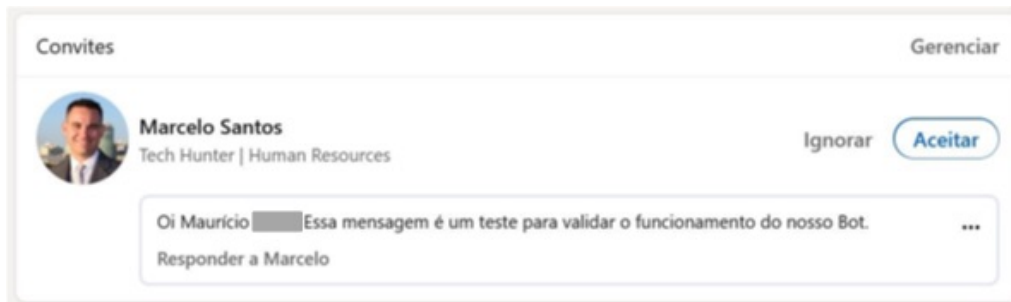 Convites
Gerenciar
Marcelo Santos
Tech Hunter | Human Resources
Ignorar
Aceitar
Oi Maurício Essa mensagem é um teste para validar o funcionamento do nosso Bot.
Responder a Marcelo